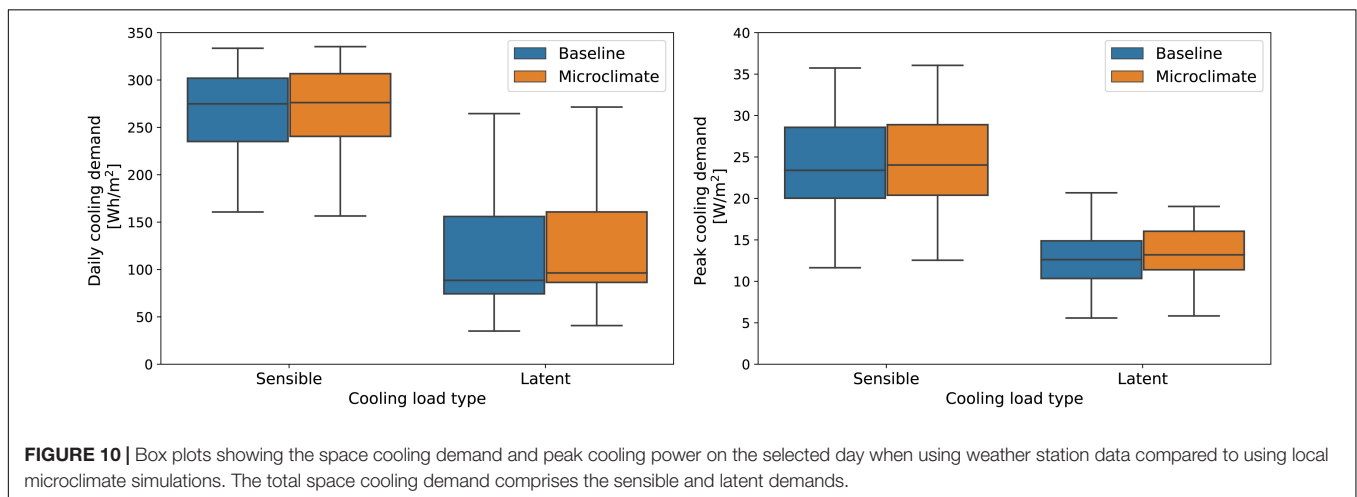 350
300
250
200
150
100
50
0
Daily cooling demand
[Wh/m²]
Baseline
Microclimate
Sensible
Latent
Cooling load type
40
35
30
25
20
15
10
5
0
Peak cooling demand
[W/m²]
Baseline
Microclimate
Sensible
Latent
Cooling load type
FIGURE 10 | Box plots showing the space cooling demand and peak cooling power on the selected day when using weather station data compared to using local
microclimate simulations. The total space cooling demand comprises the sensible and latent demands.